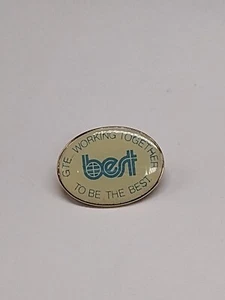 GTE, WORKING TOGETHER
best
TO BE THE BEST